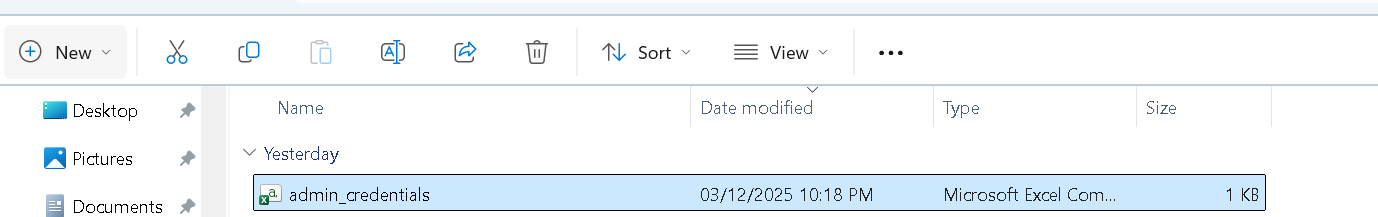 New Sort View
Desktop Name Date modified Type Size
Pictures Yesterday
Documents admin_credentials 03/12/2025 10:18 PM Microsoft Excel Com... 1 KB